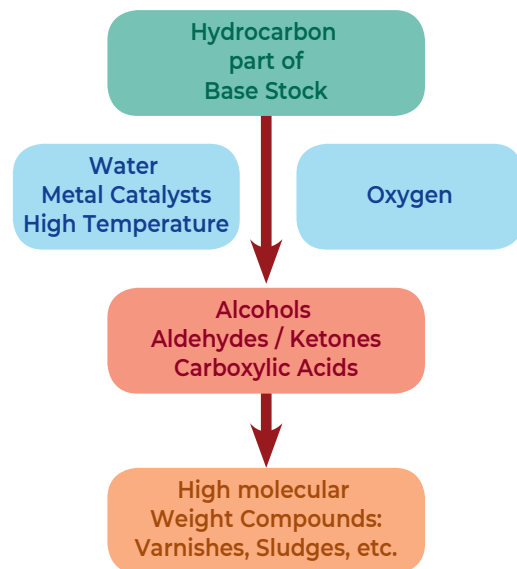 Hydrocarbon
part of
Base Stock
Water
Metal Catalysts
High Temperature
Oxygen
Alcohols
Aldehydes / Ketones
Carboxylic Acids
High molecular
Weight Compounds:
Varnishes, Sludges, etc.